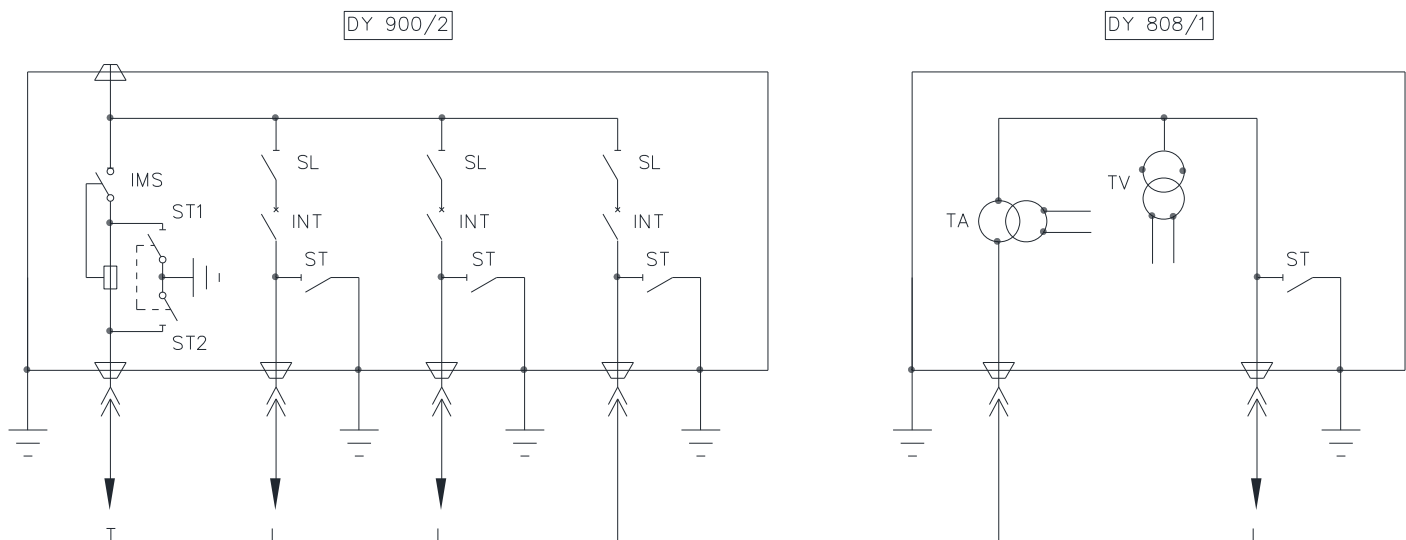 DY 900/2
DY 808/1
SL SL SL
IMS
TV
ST1
INT INT INT
TA
ST ST ST ST
ST2
T